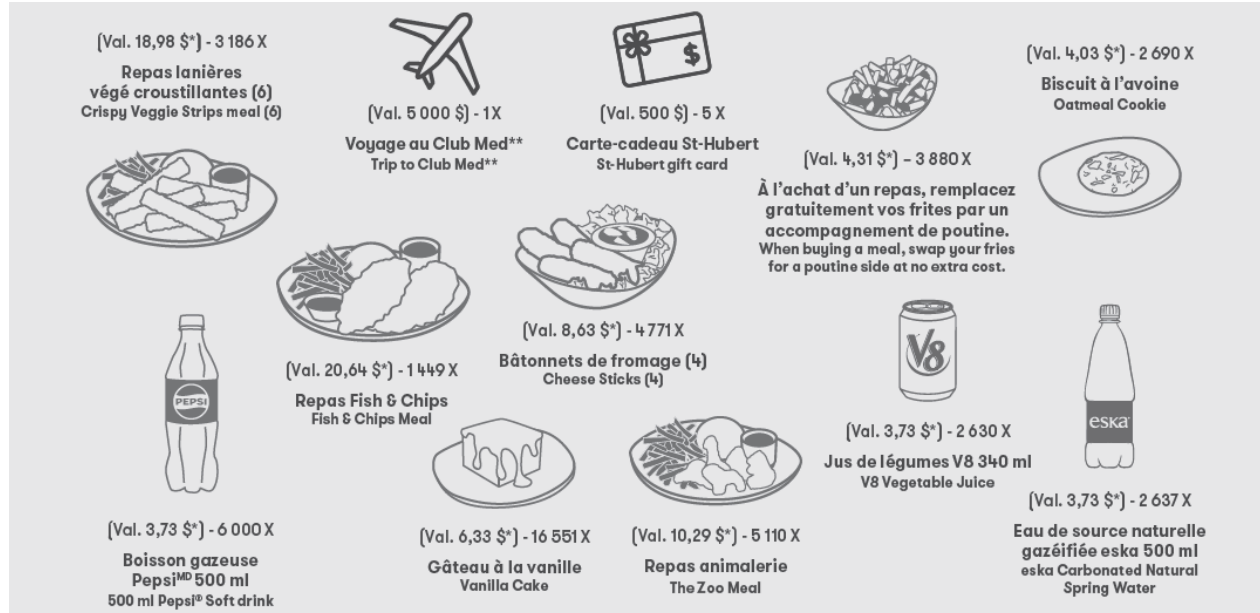 (Val. 18,98 $*) - 3 186 X
Repas lanières
végé croustillantes (6)
Crispy Veggie Strips meal (6)
(Val. 5 000 $) - 1 X
Voyage au Club Med**
Trip to Club Med**
$
(Val. 500 $) - 5 X
Carte-cadeau St-Hubert
St-Hubert gift card
(Val. 4,31 $*) – 3 880 X
À l'achat d'un repas, remplacez
gratuitement vos frites par un
accompagnement de poutine.
When buying a meal, swap your fries
for a poutine side at no extra cost.
(Val. 4,03 $*) - 2 690 X
Biscuit à l'avoine
Oatmeal Cookie
(Val. 20,64 $*) - 1 449 X
Repas Fish & Chips
Fish & Chips Meal
(Val. 8,63 $*) - 4 771 X
Bâtonnets de fromage (4)
Cheese Sticks (4)
PEPSI
(Val. 3,73 $*) - 6 000 X
Boisson gazeuse
Pepsiᴹᴰ 500 ml
500 ml Pepsi® Soft drink
(Val. 6,33 $*) - 16 551 X
Gâteau à la vanille
Vanilla Cake
(Val. 10,29 $*) - 5 110 X
Repas animalerie
The Zoo Meal
V8
(Val. 3,73 $*) - 2 630 X
Jus de légumes V8 340 ml
V8 Vegetable Juice
eska
(Val. 3,73 $*) - 2 637 X
Eau de source naturelle
gazéifiée eska 500 ml
eska Carbonated Natural
Spring Water